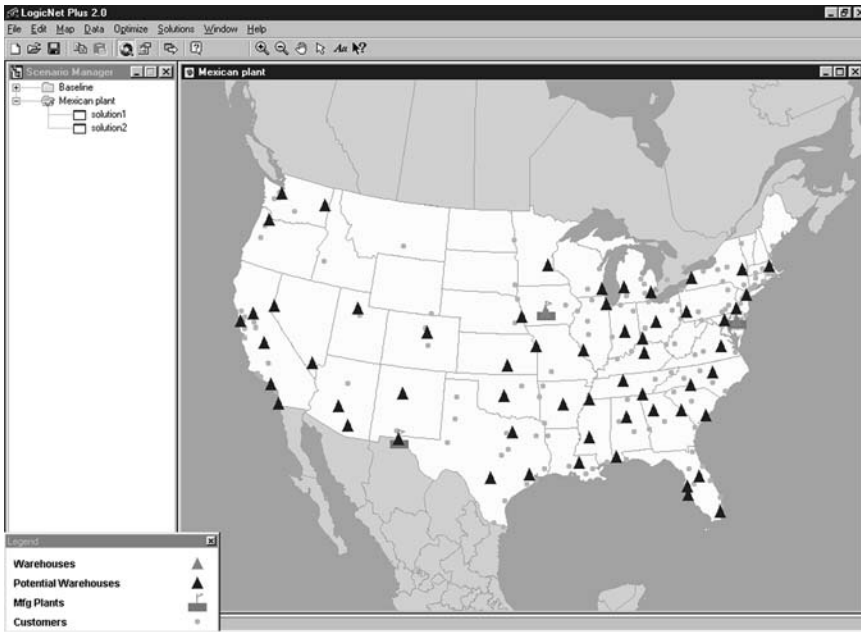 LogicNet Plus 2.0
File Edit Map Data Optimize Solutions Window Help
Aa
Scenario Manager
Baseline
Mexican plant
solution1
solution2
Mexican plant
Legend
Warehouses
Potential Warehouses
Mfg Plants
Customers